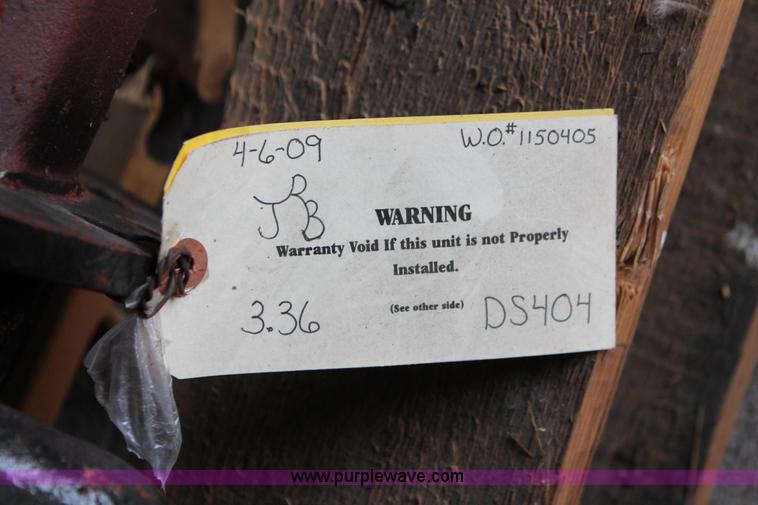 4-6-09
W.O.#1150405
JRB
WARNING
Warranty Void If this unit is not Properly
Installed.
3.36
(See other side)
DS404
www.purplewave.com